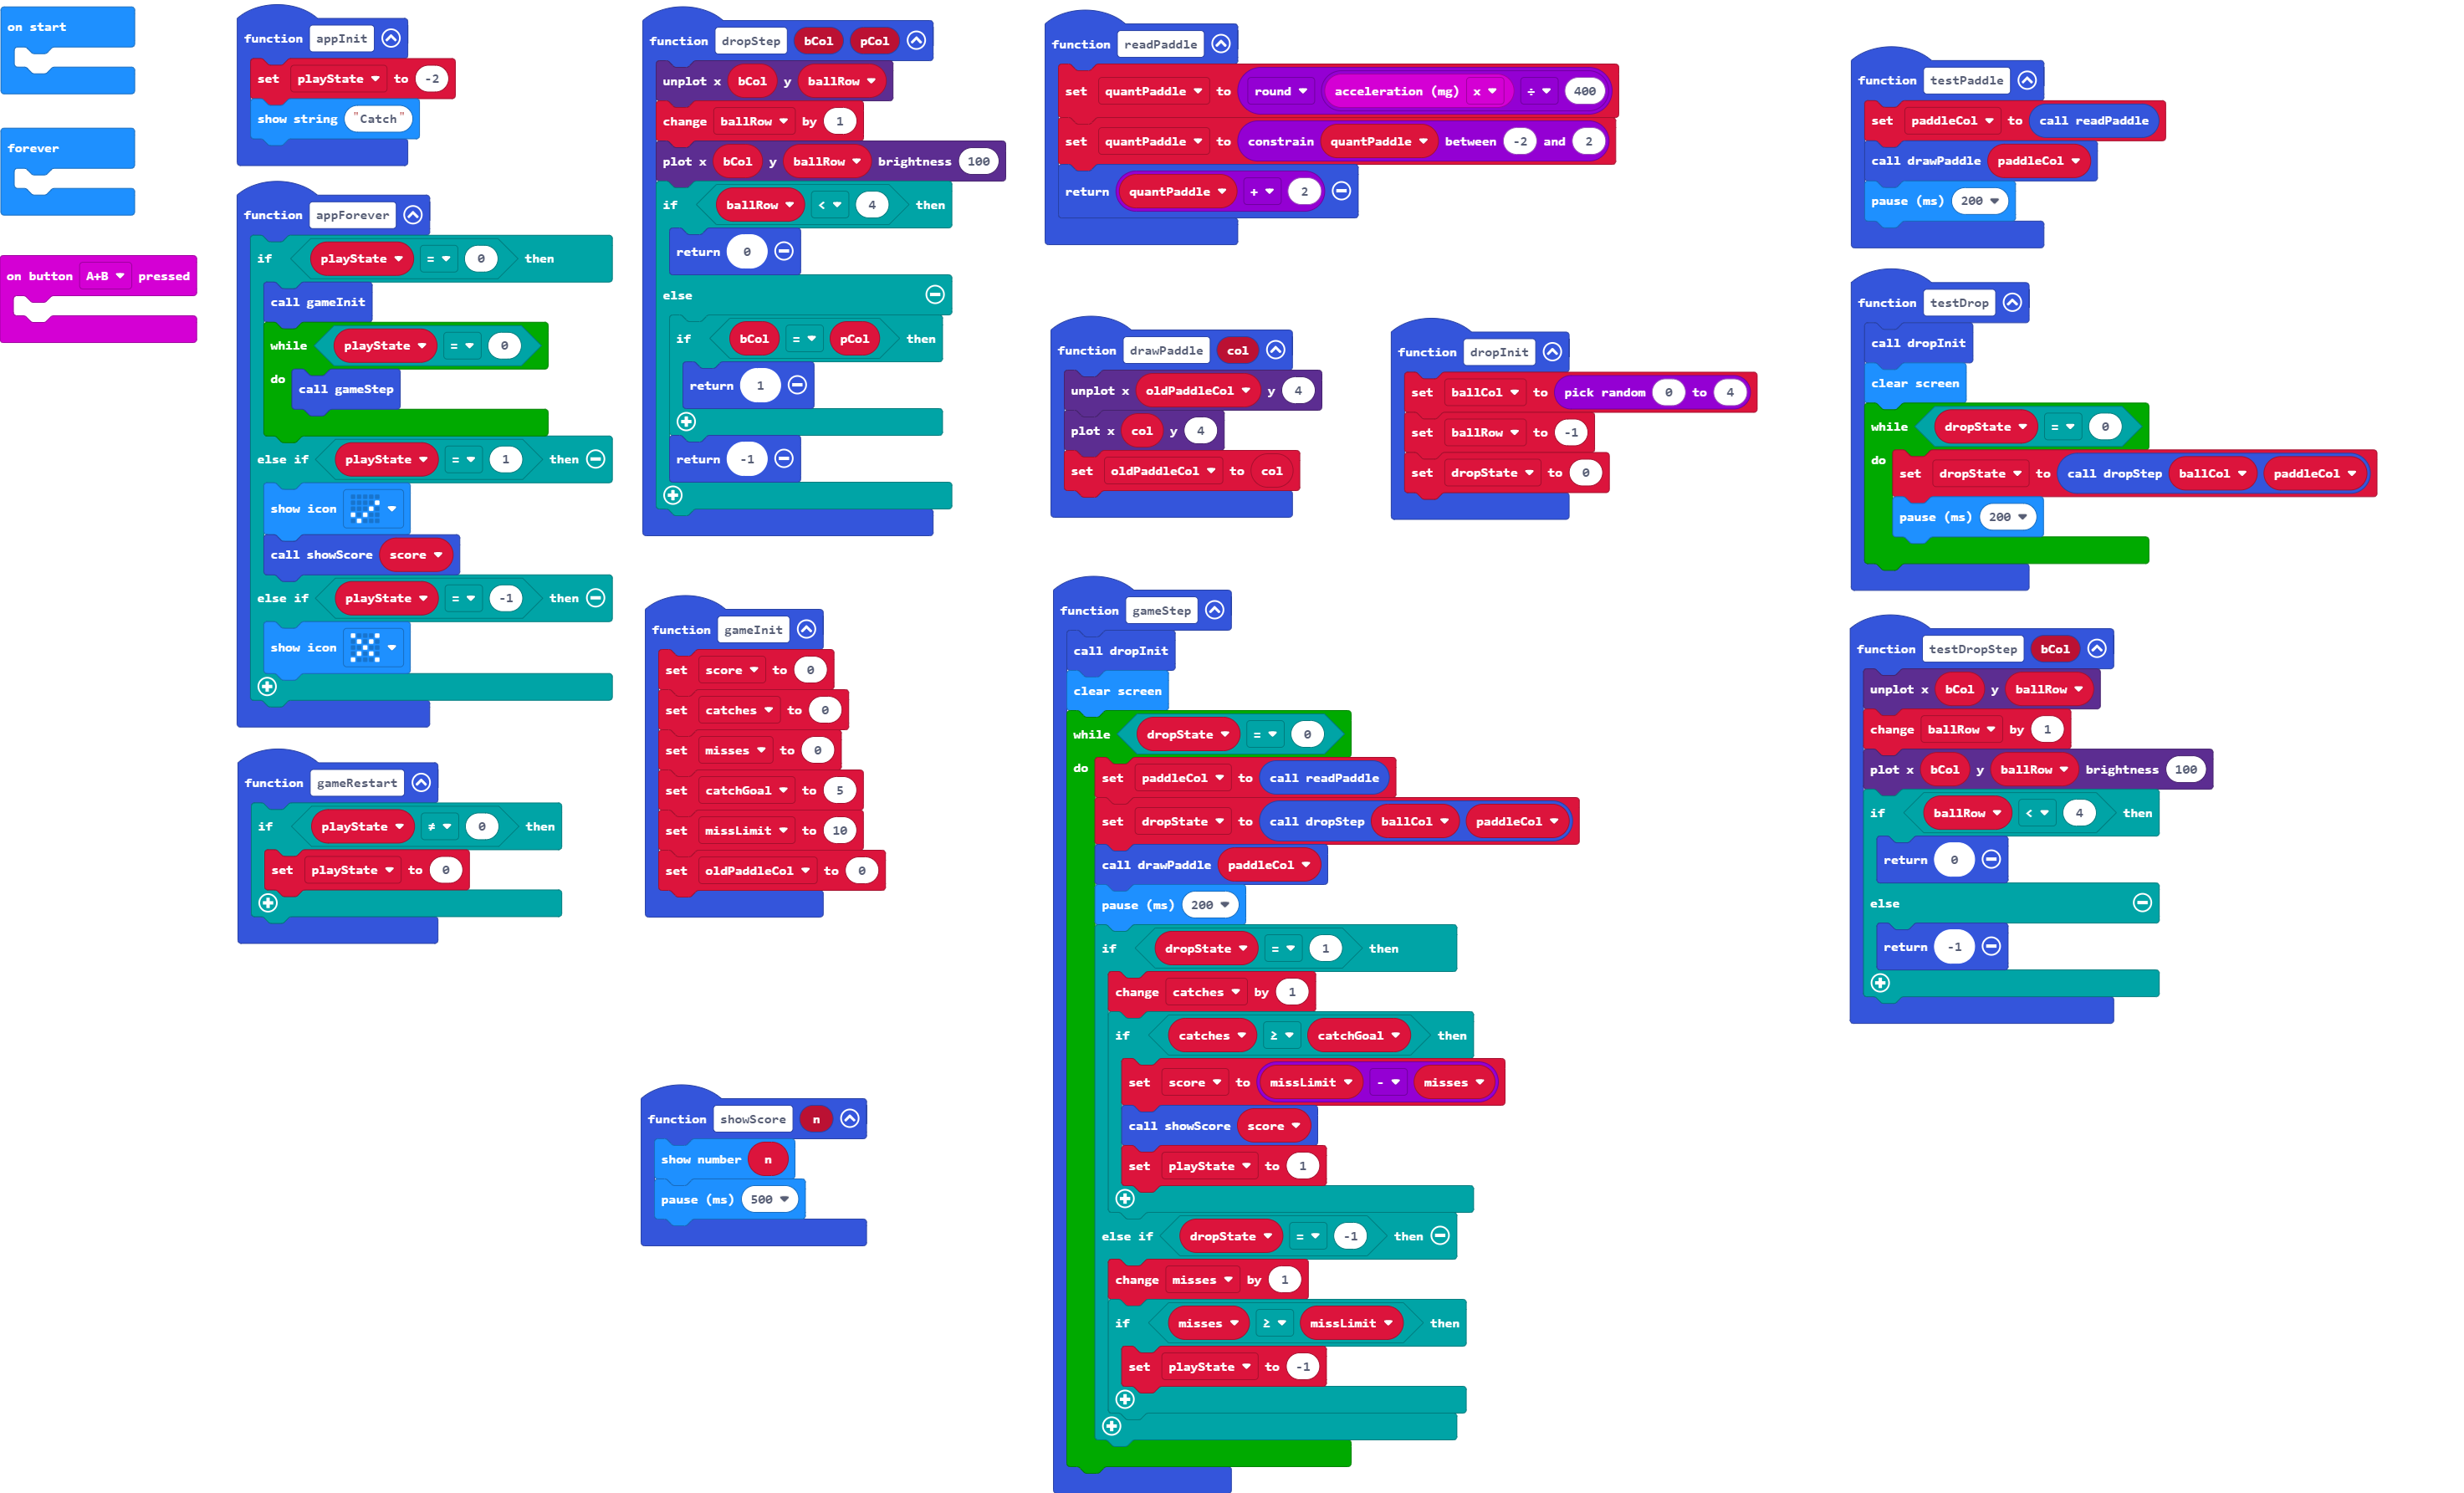 on start
forever
on button A+B pressed
function appInit
set playState to -2
show string "Catch"
function appForever
if playState = 0 then
call gameInit
while playState = 0
do call gameStep
else if playState = 1 then
show icon
call showScore score
else if playState = -1 then
show icon
function gameRestart
if playState ≠ 0 then
set playState to 0
function dropStep bCol pCol
unplot x bCol y ballRow
change ballRow by 1
plot x bCol y ballRow brightness 100
if ballRow < 4 then
return 0
else
if bCol = pCol then
return 1
return -1
function gameInit
set score to 0
set catches to 0
set misses to 0
set catchGoal to 5
set missLimit to 10
set oldPaddleCol to 0
function showScore n
show number n
pause (ms) 500
function readPaddle
set quantPaddle to round acceleration (mg) x ÷ 400
set quantPaddle to constrain quantPaddle between -2 and 2
return quantPaddle + 2
function drawPaddle col
unplot x oldPaddleCol y 4
plot x col y 4
set oldPaddleCol to col
function dropInit
set ballCol to pick random 0 to 4
set ballRow to -1
set dropState to 0
function gameStep
call dropInit
clear screen
while dropState = 0
do set paddleCol to call readPaddle
set dropState to call dropStep ballCol paddleCol
call drawPaddle paddleCol
pause (ms) 200
if dropState = 1 then
change catches by 1
if catches ≥ catchGoal then
set score to missLimit - misses
call showScore score
set playState to 1
else if dropState = -1 then
change misses by 1
if misses ≥ missLimit then
set playState to -1
function testPaddle
set paddleCol to call readPaddle
call drawPaddle paddleCol
pause (ms) 200
function testDrop
call dropInit
clear screen
while dropState = 0
do set dropState to call dropStep ballCol paddleCol
pause (ms) 200
function testDropStep bCol
unplot x bCol y ballRow
change ballRow by 1
plot x bCol y ballRow brightness 100
if ballRow < 4 then
return 0
else
return -1